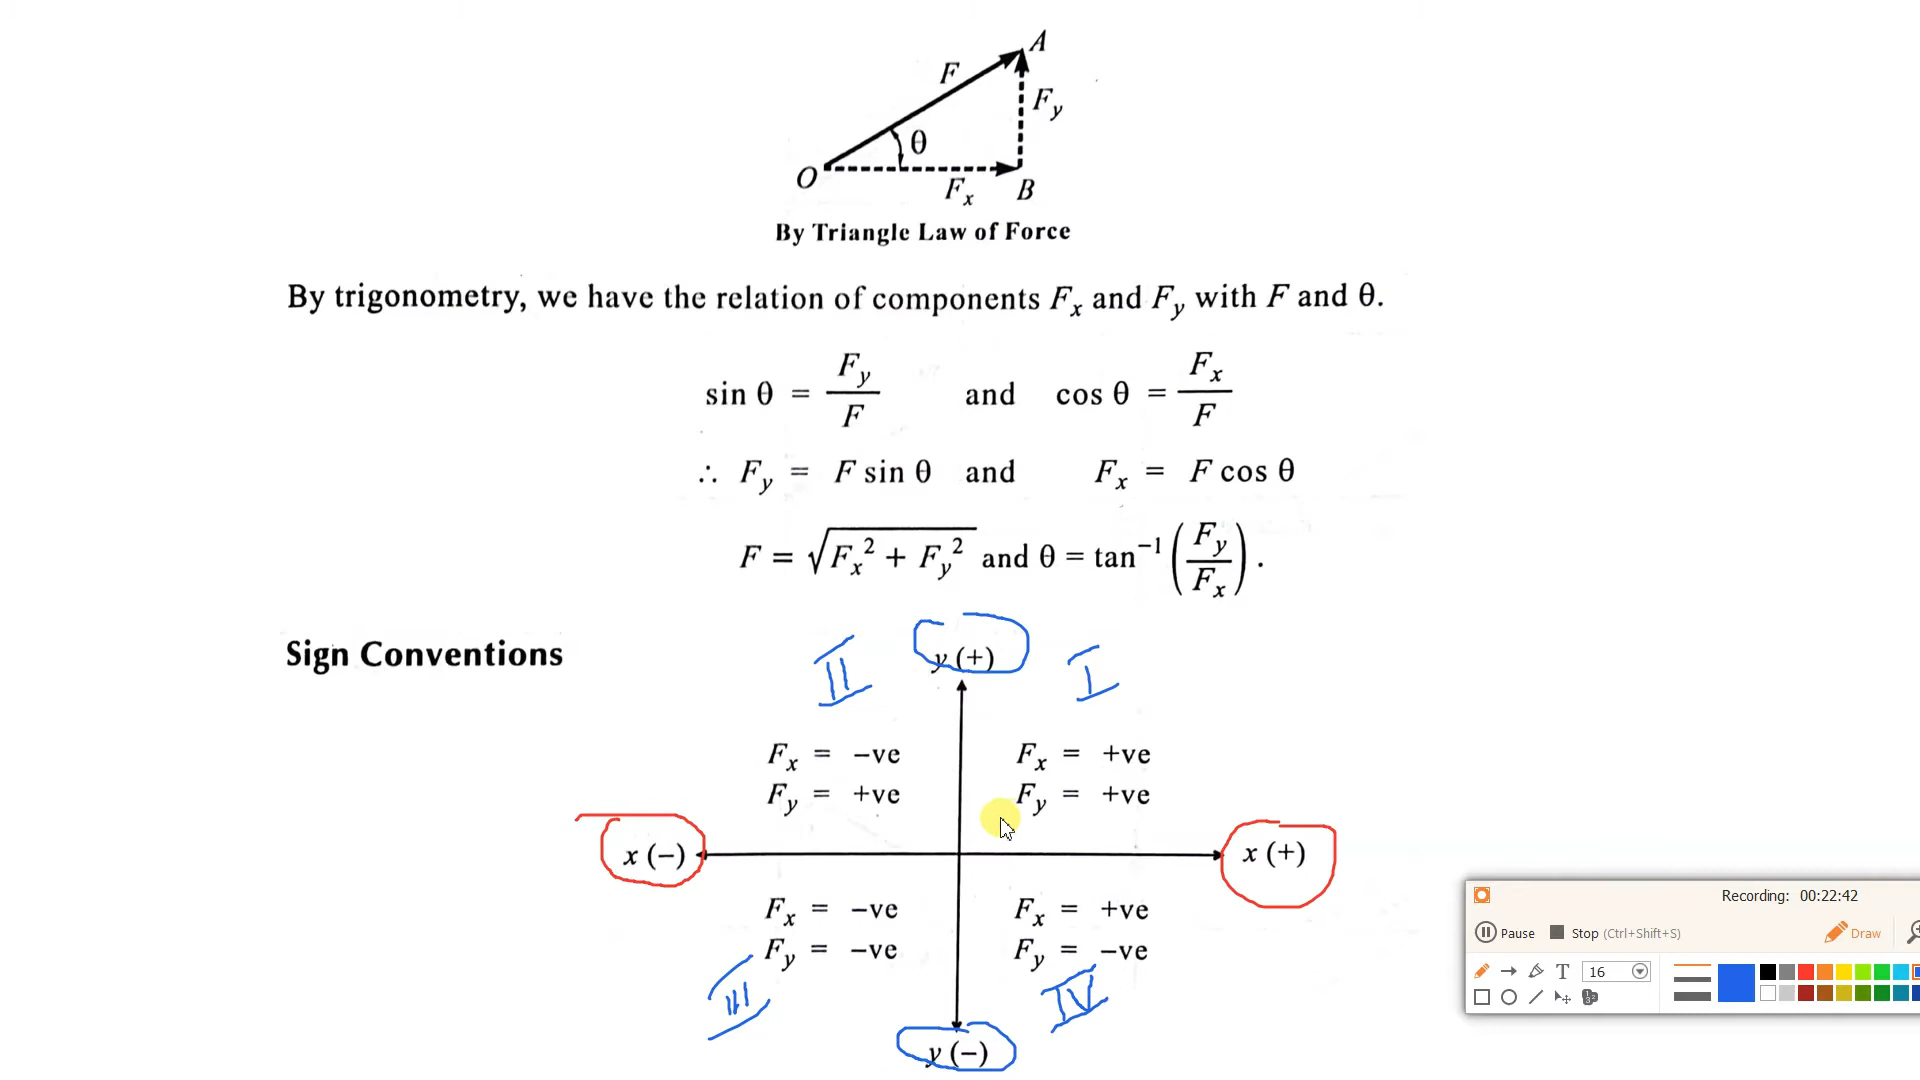 A
F
F_y
θ
O
F_x B
By Triangle Law of Force
By trigonometry, we have the relation of components F_x and F_y with F and θ.
sin θ = F_y / F and cos θ = F_x / F
∴ F_y = F sin θ and F_x = F cos θ
F = √(F_x² + F_y²) and θ = tan⁻¹ (F_y / F_x).
Sign Conventions
II y (+) I
F_x = −ve F_x = +ve
F_y = +ve F_y = +ve
x (−) x (+)
F_x = −ve F_x = +ve
F_y = −ve F_y = −ve
III IV
y (−)
Recording: 00:22:42
Pause Stop (Ctrl+Shift+S) Draw
T 16